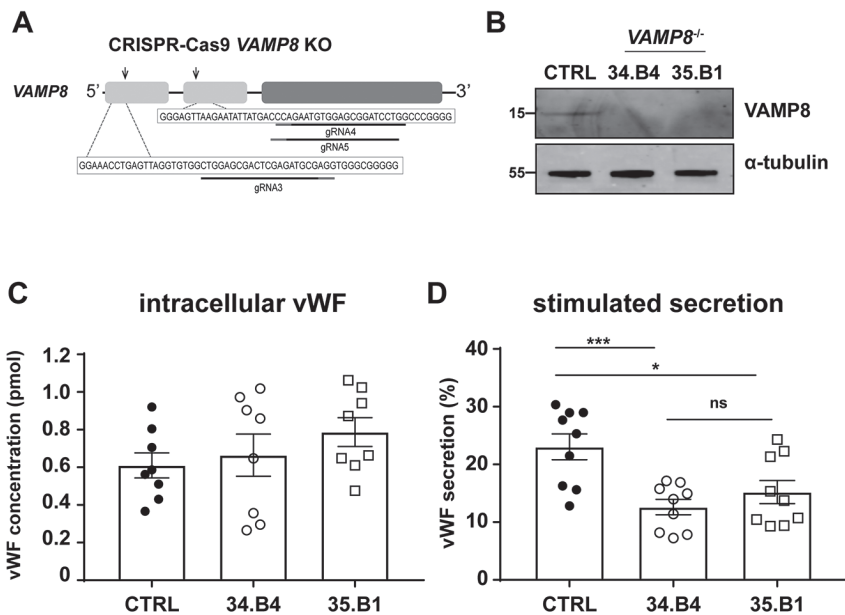 A
CRISPR-Cas9 VAMP8 KO
VAMP8 5’ 3’
GGGAGTTAAGAATATTATGACCCAGAATGTGGAGCGGATCCTGGCCCGGGG
gRNA4
gRNA5
GGAAACCTGAGTTAGGTGTGGCTGGAGCGACTCGAGATGCGAGGTGGGCGGGGG
gRNA3
B
VAMP8-/-
CTRL 34.B4 35.B1
15 VAMP8
55 α-tubulin
C
intracellular vWF
vWF concentration (pmol)
1.2
1.0
0.8
0.6
0.4
0.2
0
CTRL 34.B4 35.B1
D
stimulated secretion
vWF secretion (%)
40
30
20
10
0
***
*
ns
CTRL 34.B4 35.B1